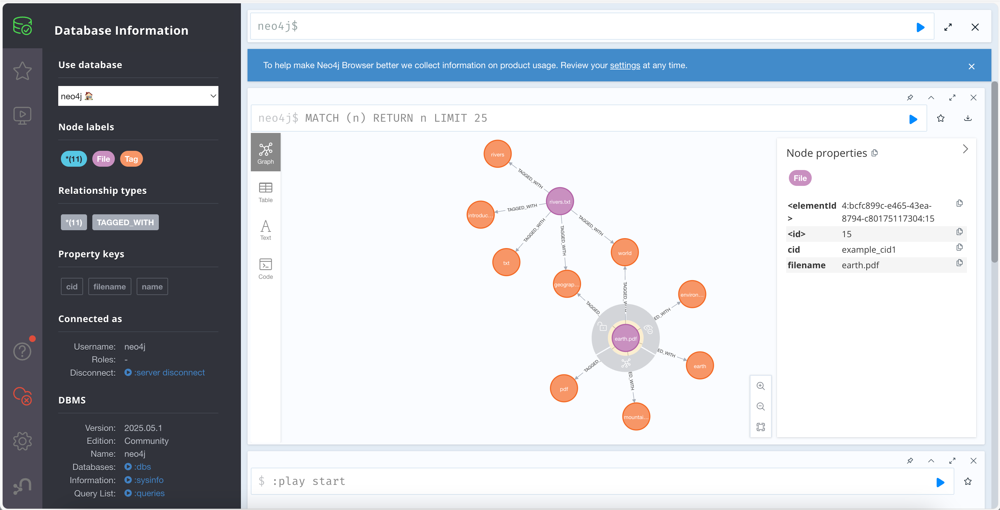 Database Information
Use database
neo4j
Node labels
*(11) File Tag
Relationship types
*(11) TAGGED_WITH
Property keys
cid filename name
Connected as
Username: neo4j
Roles: -
Disconnect: :server disconnect
DBMS
Version: 2025.05.1
Edition: Community
Name: neo4j
Databases: :dbs
Information: :sysinfo
Query List: :queries
neo4j$
To help make Neo4j Browser better we collect information on product usage. Review your settings at any time.
neo4j$ MATCH (n) RETURN n LIMIT 25
Graph
Table
Text
Code
rivers
TAGGED_WITH
rivers.txt
TAGGED_WITH
introduc...
TAGGED_WITH
TAGGED_WITH
TAGGED_WITH
txt
world
geograp...
TAGGED_WITH
environ...
TAGGED_
ED_WITH
earth.pdf
ED_WITH
earth
TAGGED_
ED_WITH
pdf
mountai...
Node properties
File
<elementId 4:bcfc899c-e465-43ea-
> 8794-c80175117304:15
<id> 15
cid example_cid1
filename earth.pdf
$ :play start